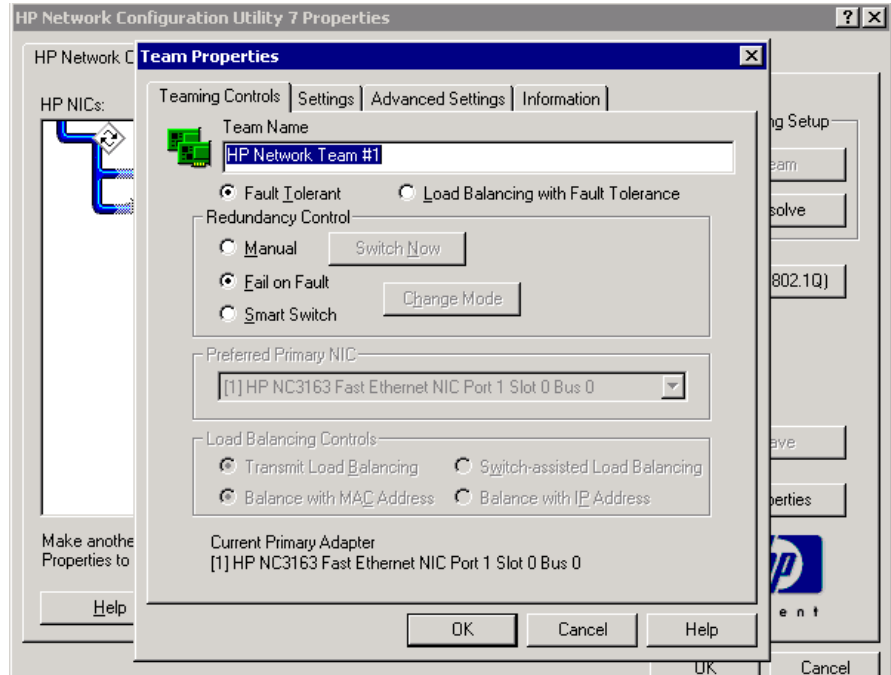 HP Network Configuration Utility 7 Properties
HP Network C
Team Properties
HP NICs:
Teaming Controls Settings Advanced Settings Information
Team Name
HP Network Team #1
Fault Tolerant Load Balancing with Fault Tolerance
Redundancy Control
Manual Switch Now
Fail on Fault
Change Mode
Smart Switch
Preferred Primary NIC
[1] HP NC3163 Fast Ethernet NIC Port 1 Slot 0 Bus 0
Load Balancing Controls
Transmit Load Balancing Switch-assisted Load Balancing
Balance with MAC Address Balance with IP Address
Current Primary Adapter
[1] HP NC3163 Fast Ethernet NIC Port 1 Slot 0 Bus 0
OK Cancel Help
ng Setup
eam
solve
802.1Q)
ave
perties
Make anothe
Properties to
Help
hp
e n t
OK Cancel